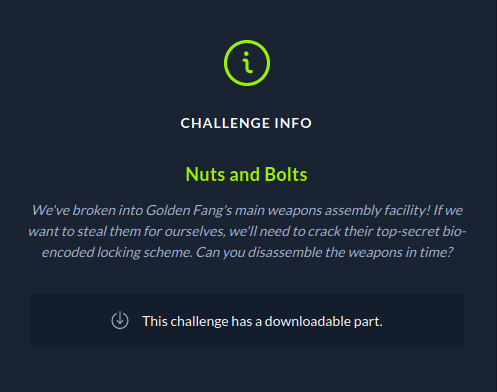 CHALLENGE INFO
Nuts and Bolts
We've broken into Golden Fang's main weapons assembly facility! If we
want to steal them for ourselves, we'll need to crack their top-secret bio-
encoded locking scheme. Can you disassemble the weapons in time?
This challenge has a downloadable part.